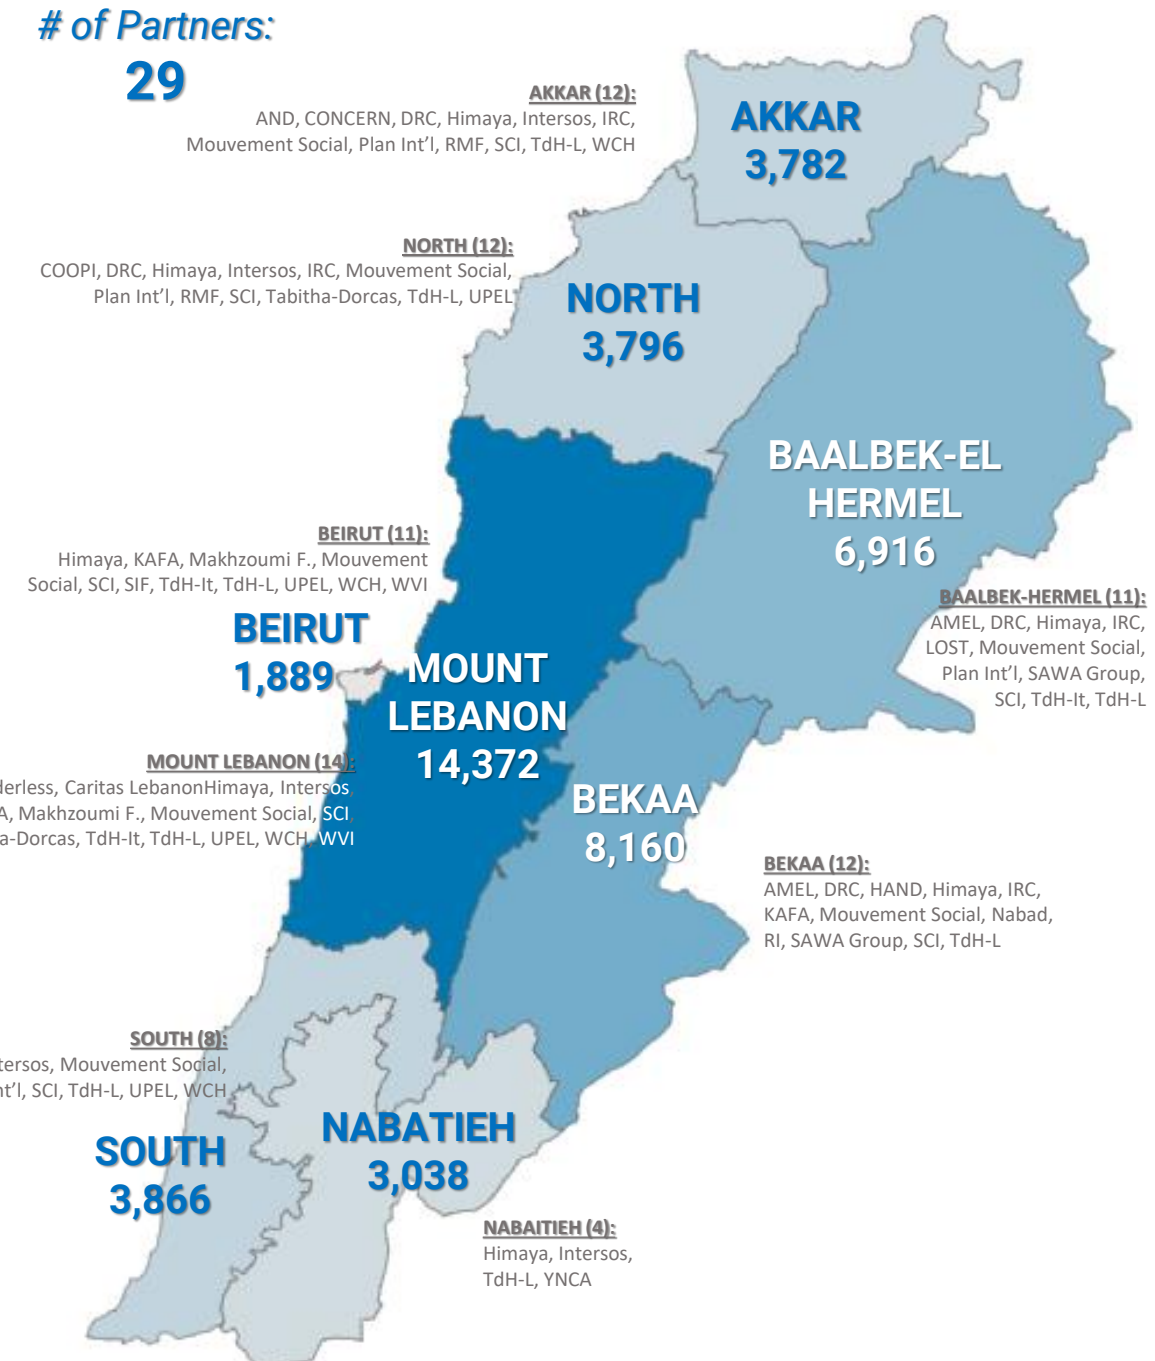 # of Partners:
29
AKKAR (12):
AND, CONCERN, DRC, Himaya, Intersos, IRC,
Mouvement Social, Plan Int'l, RMF, SCI, TdH-L, WCH
AKKAR
3,782
NORTH (12):
COOPI, DRC, Himaya, Intersos, IRC, Mouvement Social,
Plan Int'l, RMF, SCI, Tabitha-Dorcas, TdH-L, UPEL
NORTH
3,796
BAALBEK-EL
HERMEL
6,916
BEIRUT (11):
Himaya, KAFA, Makhzoumi F., Mouvement
Social, SCI, SIF, TdH-It, TdH-L, UPEL, WCH, WVI
BEIRUT
1,889
BAALBEK-HERMEL (11):
AMEL, DRC, Himaya, IRC,
LOST, Mouvement Social,
Plan Int'l, SAWA Group,
SCI, TdH-It, TdH-L
MOUNT
LEBANON
14,372
MOUNT LEBANON (14):
Caritas LebanonHimaya, Intersos,
Makhzoumi F., Mouvement Social, SCI,
a-Dorcas, TdH-It, TdH-L, UPEL, WCH, WVI
BEKAA
8,160
BEKAA (12):
AMEL, DRC, HAND, Himaya, IRC,
KAFA, Mouvement Social, Nabad,
RI, SAWA Group, SCI, TdH-L
SOUTH (8):
tersos, Mouvement Social,
nt'l, SCI, TdH-L, UPEL, WCH
SOUTH
3,866
NABATIEH
3,038
NABAITIEH (4):
Himaya, Intersos,
TdH-L, YNCA